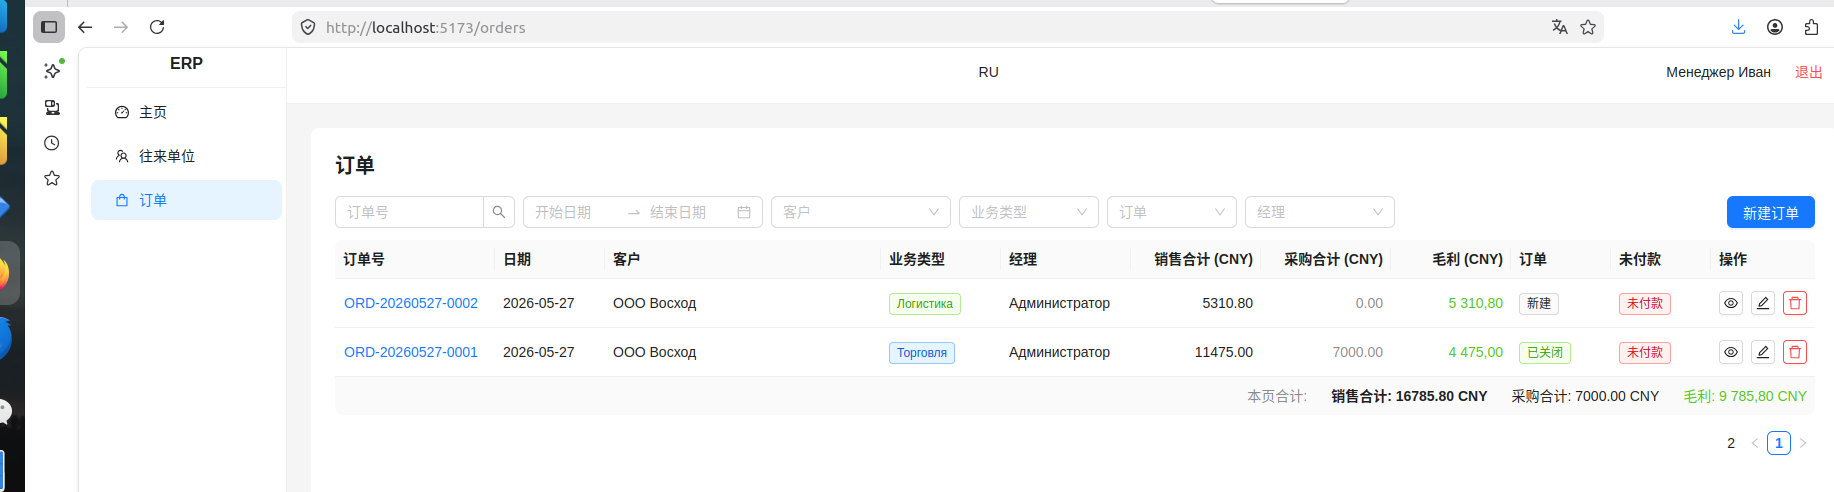 http://localhost:5173/orders
ERP
RU
Менеджер Иван 退出
主页
往来单位
订单
订单
订单号 开始日期 结束日期 客户 业务类型 订单 经理 新建订单
订单号 日期 客户 业务类型 经理 销售合计 (CNY) 采购合计 (CNY) 毛利 (CNY) 订单 未付款 操作
ORD-20260527-0002 2026-05-27 ООО Восход Логистика Администратор 5310.80 0.00 5 310,80 新建 未付款
ORD-20260527-0001 2026-05-27 ООО Восход Торговля Администратор 11475.00 7000.00 4 475,00 已关闭 未付款
本页合计: 销售合计: 16785.80 CNY 采购合计: 7000.00 CNY 毛利: 9 785,80 CNY
2 1